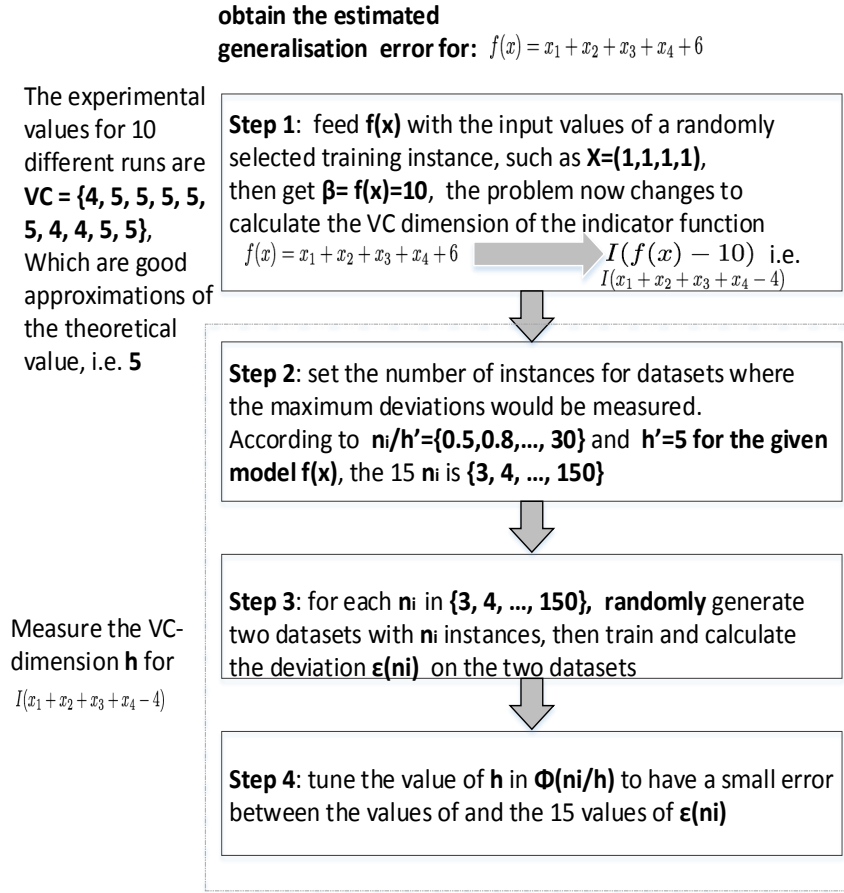 obtain the estimated
generalisation error for: f(x) = x₁ + x₂ + x₃ + x₄ + 6
The experimental
values for 10
different runs are
VC = {4, 5, 5, 5, 5,
5, 4, 4, 5, 5},
Which are good
approximations of
the theoretical
value, i.e. 5
Step 1: feed f(x) with the input values of a randomly
selected training instance, such as X=(1,1,1,1),
then get β= f(x)=10, the problem now changes to
calculate the VC dimension of the indicator function
f(x) = x₁ + x₂ + x₃ + x₄ + 6 I(f(x) − 10) i.e.
I(x₁ + x₂ + x₃ + x₄ − 4)
Step 2: set the number of instances for datasets where
the maximum deviations would be measured.
According to nᵢ/h’={0.5,0.8,..., 30} and h’=5 for the given
model f(x), the 15 nᵢ is {3, 4, ..., 150}
Step 3: for each nᵢ in {3, 4, ..., 150}, randomly generate
two datasets with nᵢ instances, then train and calculate
the deviation ε(ni) on the two datasets
Measure the VC-
dimension h for
I(x₁ + x₂ + x₃ + x₄ − 4)
Step 4: tune the value of h in Φ(ni/h) to have a small error
between the values of and the 15 values of ε(ni)